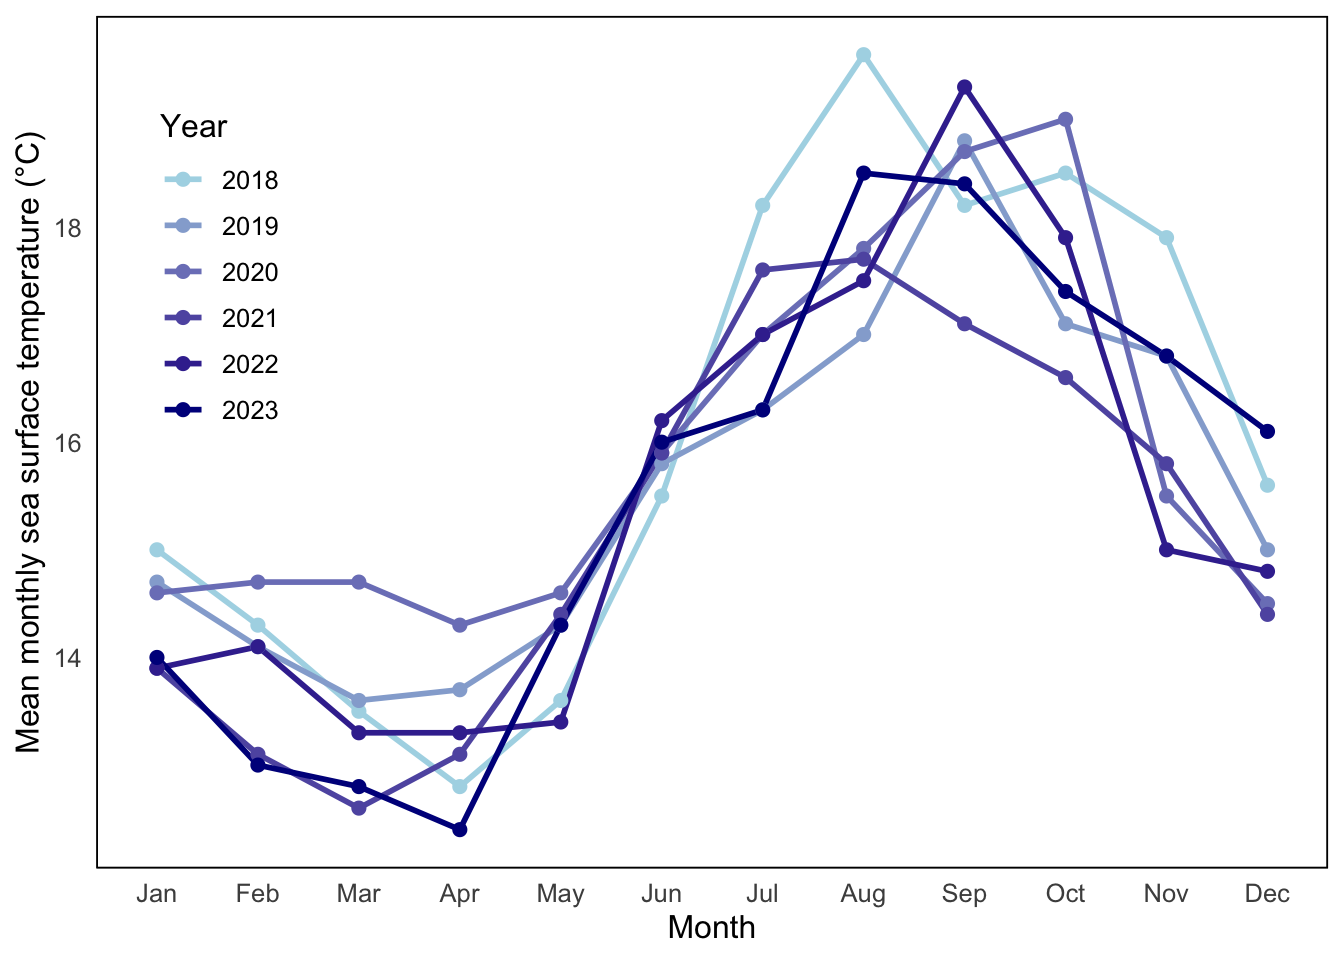 Mean monthly sea surface temperature (°C)
Year
2018
2019
2020
2021
2022
2023
18
16
14
Jan Feb Mar Apr May Jun Jul Aug Sep Oct Nov Dec
Month